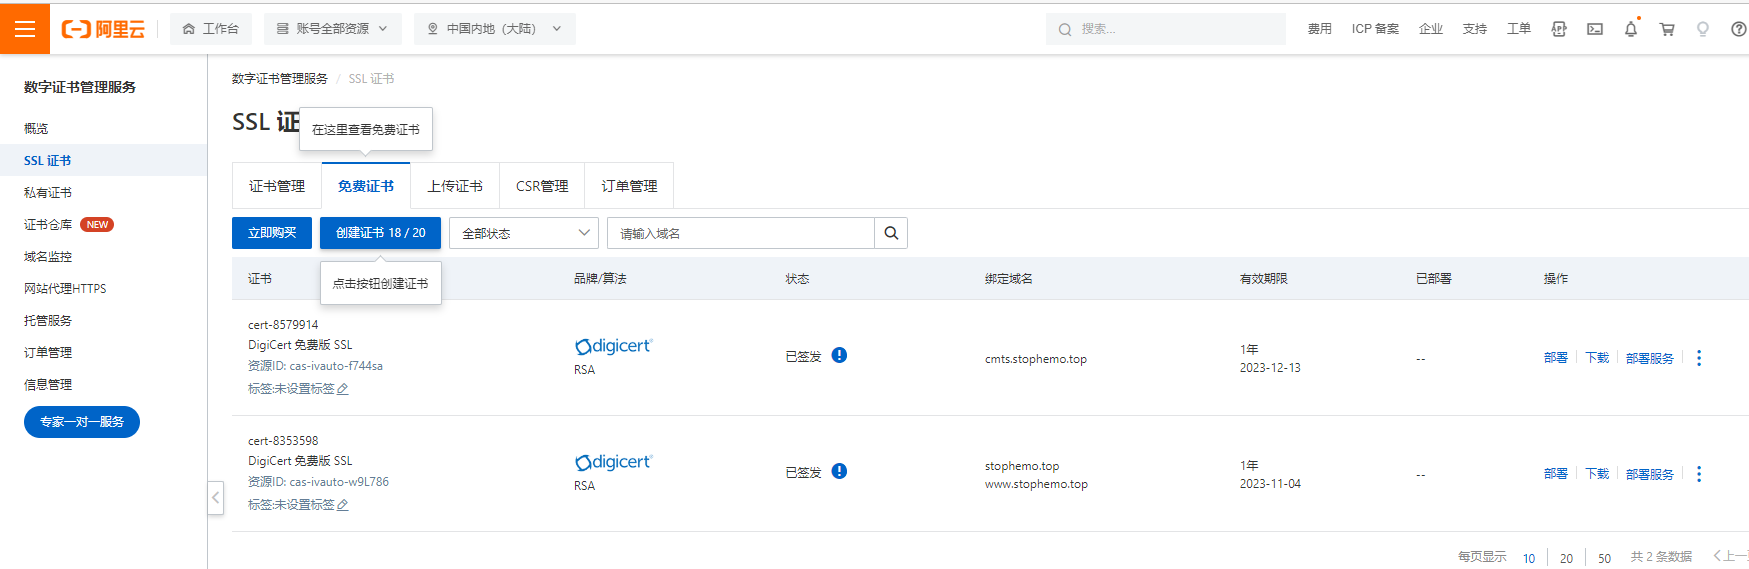 阿里云 工作台 账号全部资源 中国内地（大陆） 搜索... 费用 ICP 备案 企业 支持 工单
数字证书管理服务
概览
SSL 证书
私有证书
证书仓库 NEW
域名监控
网站代理HTTPS
托管服务
订单管理
信息管理
专家一对一服务
数字证书管理服务 / SSL 证书
SSL 证
在这里查看免费证书
证书管理 免费证书 上传证书 CSR管理 订单管理
立即购买 创建证书 18 / 20 全部状态 请输入域名
点击按钮创建证书
证书 品牌/算法 状态 绑定域名 有效期限 已部署 操作
cert-8579914
DigiCert 免费版 SSL
资源ID: cas-ivauto-f744sa
标签:未设置标签
digicert
RSA
已签发
cmts.stophemo.top
1年
2023-12-13
--
部署 下载 部署服务
cert-8353598
DigiCert 免费版 SSL
资源ID: cas-ivauto-w9L786
标签:未设置标签
digicert
RSA
已签发
stophemo.top
www.stophemo.top
1年
2023-11-04
--
部署 下载 部署服务
每页显示 10 20 50 共 2 条数据 上一